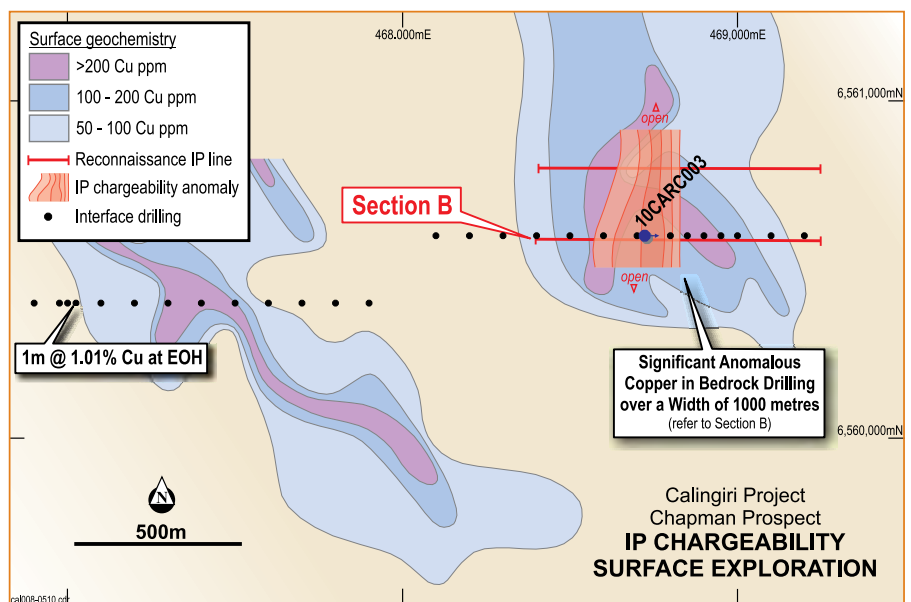 Surface geochemistry
>200 Cu ppm
100 - 200 Cu ppm
50 - 100 Cu ppm
Reconnaissance IP line
IP chargeability anomaly
Interface drilling
468.000mE
469,000mE
6,561,000mN
open
10CARC003
Section B
open
1m @ 1.01% Cu at EOH
Significant Anomalous
Copper in Bedrock Drilling
over a Width of 1000 metres
(refer to Section B)
6,560,000mN
N
500m
Calingiri Project
Chapman Prospect
IP CHARGEABILITY
SURFACE EXPLORATION
cal008-0510.cdr